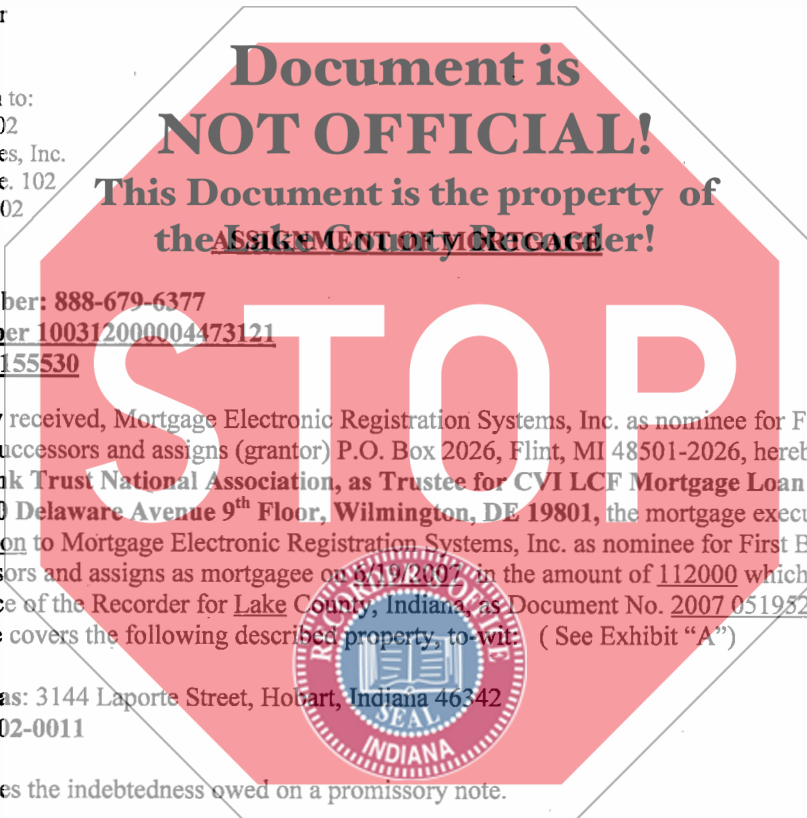 r
Document is
to:
02
NOT OFFICIAL!
es, Inc.
e. 102
This Document is the property of
02
the Lake County Recorder!
ASSIGNMENT OF MORTGAGE
ber: 888-679-6377
er 100312000004473121
155530
STOP
received, Mortgage Electronic Registration Systems, Inc. as nominee for F
uccessors and assigns (grantor) P.O. Box 2026, Flint, MI 48501-2026, hereb
nk Trust National Association, as Trustee for CVI LCF Mortgage Loan
0 Delaware Avenue 9th Floor, Wilmington, DE 19801, the mortgage execu
on to Mortgage Electronic Registration Systems, Inc. as nominee for First B
sors and assigns as mortgagee on 6/19/2007, in the amount of 112000 which
e of the Recorder for Lake County, Indiana, as Document No. 2007 051952
covers the following described property, to-wit: ( See Exhibit "A")
as: 3144 Laporte Street, Hobart, Indiana 46342
02-0011
es the indebtedness owed on a promissory note.
RECORDER OFFICE
SEAL
INDIANA